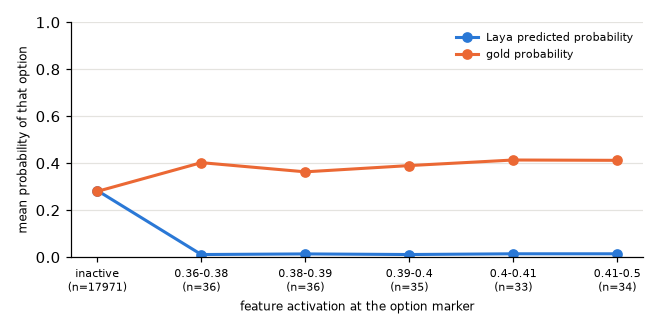 1.0
0.8
0.6
0.4
0.2
0.0
mean probability of that option
Laya predicted probability
gold probability
inactive
(n=17971)
0.36-0.38
(n=36)
0.38-0.39
(n=36)
0.39-0.4
(n=35)
0.4-0.41
(n=33)
0.41-0.5
(n=34)
feature activation at the option marker